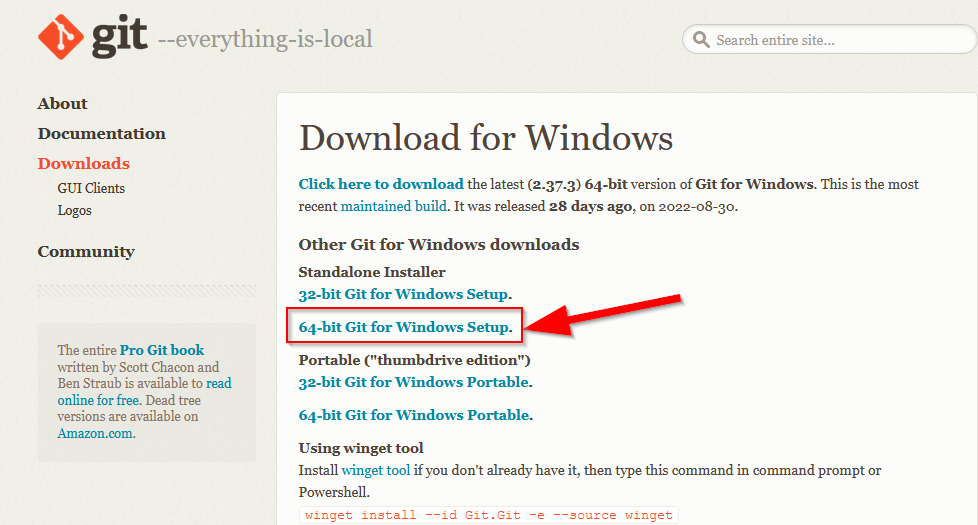 git --everything-is-local
Search entire site...
About
Documentation
Downloads
GUI Clients
Logos
Community
The entire Pro Git book
written by Scott Chacon and
Ben Straub is available to read
online for free. Dead tree
versions are available on
Amazon.com.
Download for Windows
Click here to download the latest (2.37.3) 64-bit version of Git for Windows. This is the most
recent maintained build. It was released 28 days ago, on 2022-08-30.
Other Git for Windows downloads
Standalone Installer
32-bit Git for Windows Setup.
64-bit Git for Windows Setup.
Portable ("thumbdrive edition")
32-bit Git for Windows Portable.
64-bit Git for Windows Portable.
Using winget tool
Install winget tool if you don't already have it, then type this command in command prompt or
Powershell.
winget install --id Git.Git -e --source winget